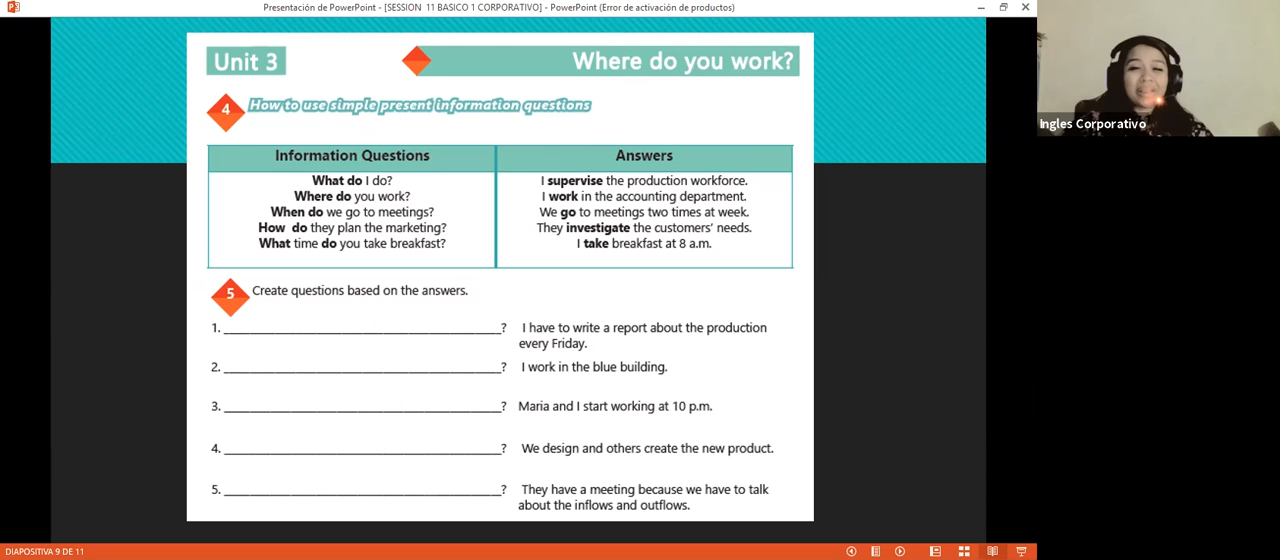 Presentación de PowerPoint - [SESSION  11 BASICO 1 CORPORATIVO] - PowerPoint (Error de activación de productos)
Unit 3
Where do you work?
4
How to use simple present information questions
Information Questions
Answers
What do I do?
I supervise the production workforce.
Where do you work?
I work in the accounting department.
When do we go to meetings?
We go to meetings two times at week.
How  do they plan the marketing?
They investigate the customers' needs.
What time do you take breakfast?
I take breakfast at 8 a.m.
5
Create questions based on the answers.
1. ________________________________________? I have to write a report about the production
every Friday.
2. ________________________________________? I work in the blue building.
3. ________________________________________? Maria and I start working at 10 p.m.
4. ________________________________________? We design and others create the new product.
5. ________________________________________? They have a meeting because we have to talk
about the inflows and outflows.
Ingles Corporativo
DIAPOSITIVA 9 DE 11